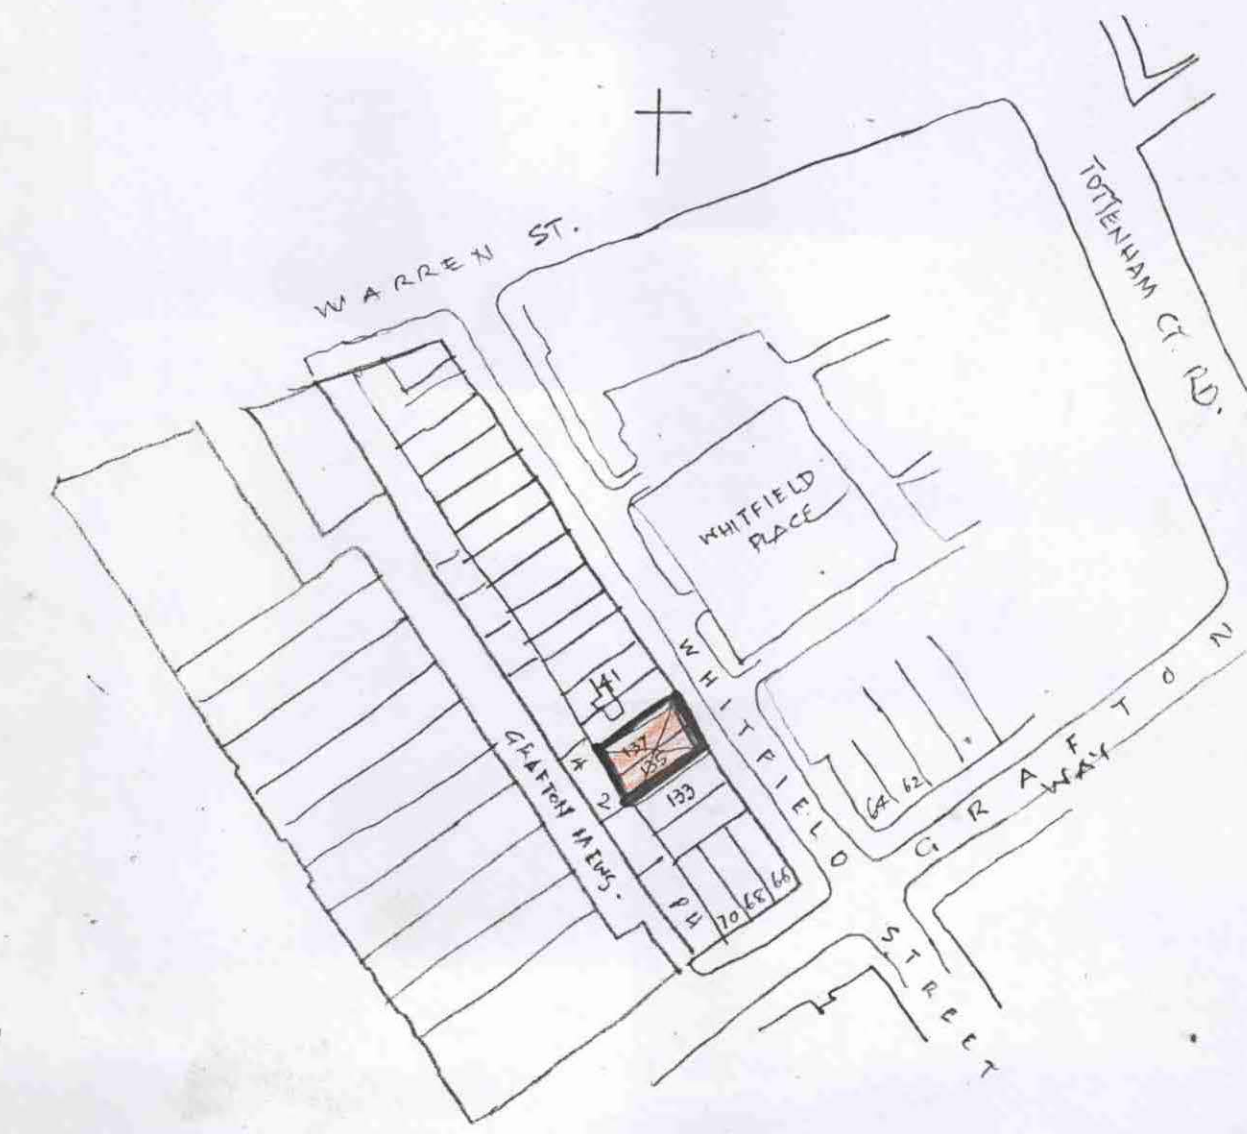 WARREN ST.
TOTTENHAM CT. RD.
WHITFIELD
PLACE
WHITFIELD
STREET
141
137
135
133
4
2
GRAFTON MEWS.
64
62
GRAFTON
WAY
PH
70
68
66